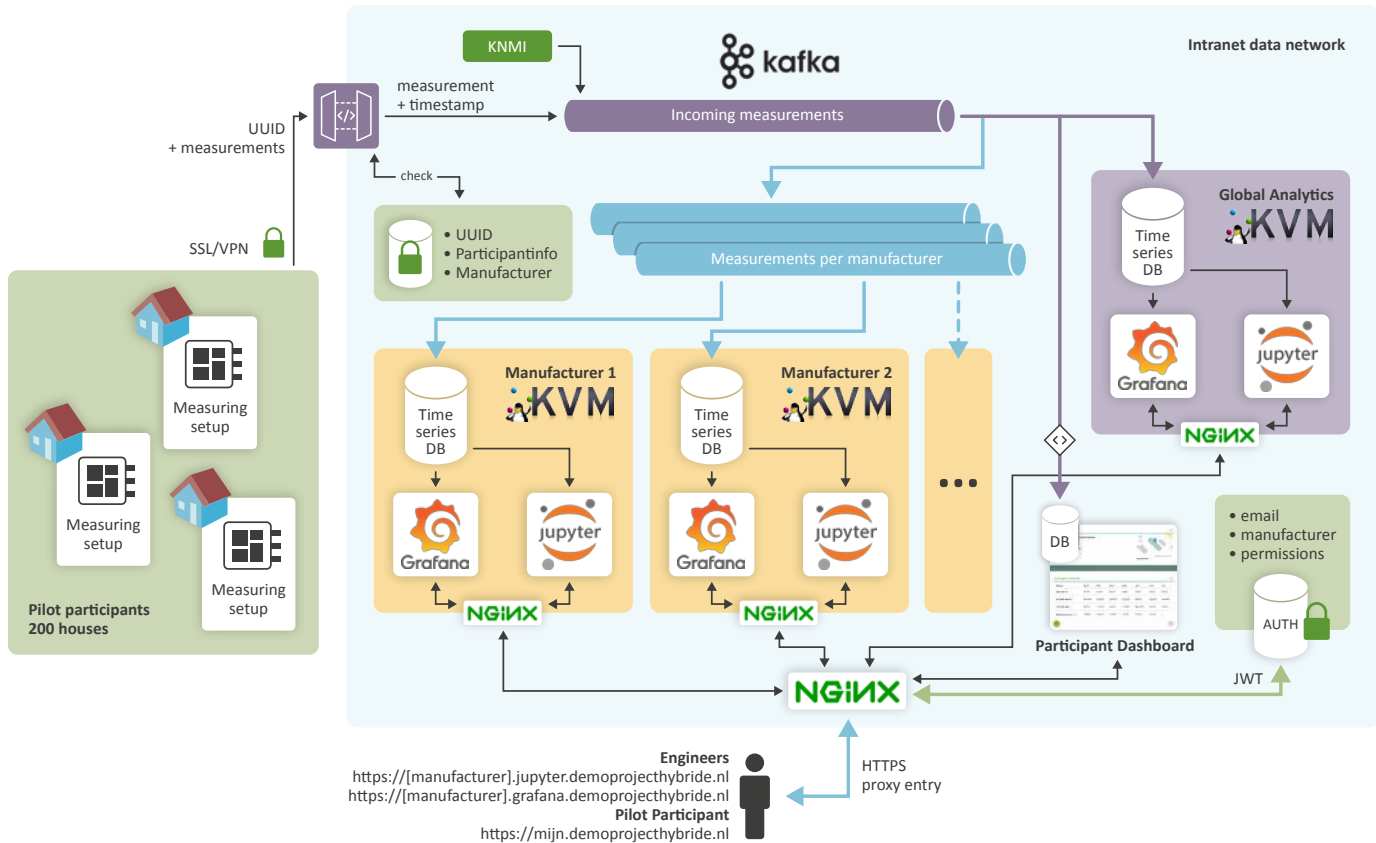 KNMI
kafka
Intranet data network
measurement
+ timestamp
Incoming measurements
UUID
+ measurements
check
SSL/VPN
• UUID
• Participantinfo
• Manufacturer
Measurements per manufacturer
Global Analytics
KVM
Time
series
DB
Grafana
jupyter
NGINX
Measuring
setup
Measuring
setup
Measuring
setup
Pilot participants
200 houses
Manufacturer 1
KVM
Time
series
DB
Grafana
jupyter
NGINX
Manufacturer 2
KVM
Time
series
DB
Grafana
jupyter
NGINX
...
DB
Participant Dashboard
• email
• manufacturer
• permissions
AUTH
JWT
NGINX
HTTPS
proxy entry
Engineers
https://[manufacturer].jupyter.demoprojecthybride.nl
https://[manufacturer].grafana.demoprojecthybride.nl
Pilot Participant
https://mijn.demoprojecthybride.nl